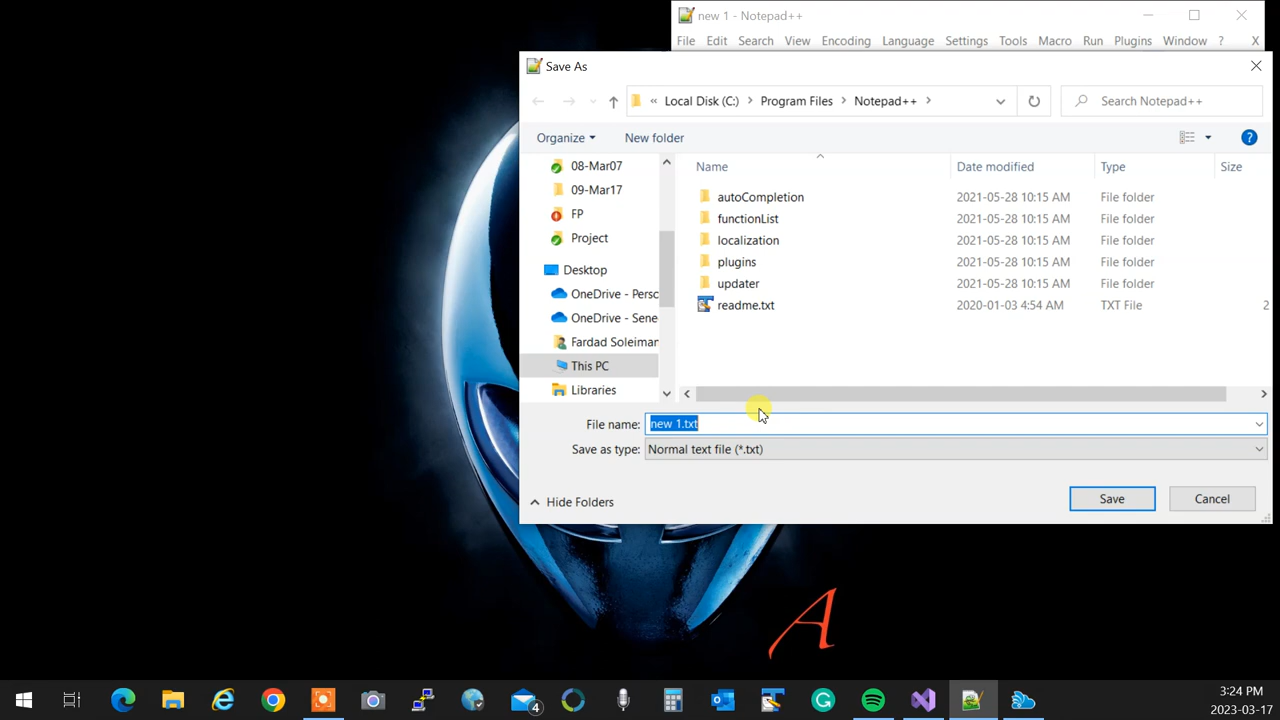 new 1 - Notepad++
File Edit Search View Encoding Language Settings Tools Macro Run Plugins Window ? X
Save As
« Local Disk (C:) > Program Files > Notepad++ >
Search Notepad++
Organize New folder
08-Mar07
09-Mar17
FP
Project
Desktop
OneDrive - Persc
OneDrive - Sene
Fardad Soleiman
This PC
Libraries
Name Date modified Type Size
autoCompletion 2021-05-28 10:15 AM File folder
functionList 2021-05-28 10:15 AM File folder
localization 2021-05-28 10:15 AM File folder
plugins 2021-05-28 10:15 AM File folder
updater 2021-05-28 10:15 AM File folder
readme.txt 2020-01-03 4:54 AM TXT File 2
File name: new 1.txt
Save as type: Normal text file (*.txt)
Hide Folders
Save Cancel
A
4
3:24 PM
2023-03-17